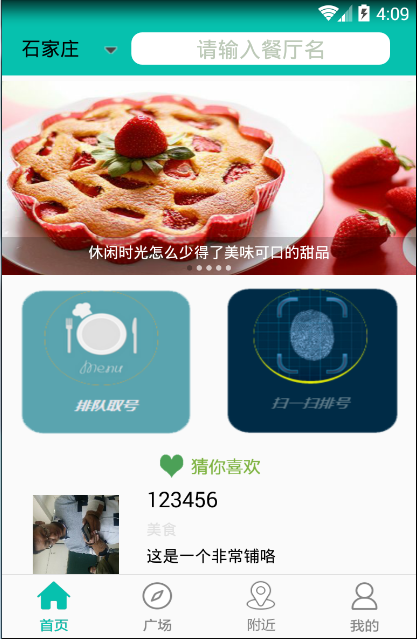 4:09
石家庄
请输入餐厅名
休闲时光怎么少得了美味可口的甜品
Menu
排队取号
扫一扫排号
猜你喜欢
123456
美食
这是一个非常铺咯
首页
广场
附近
我的